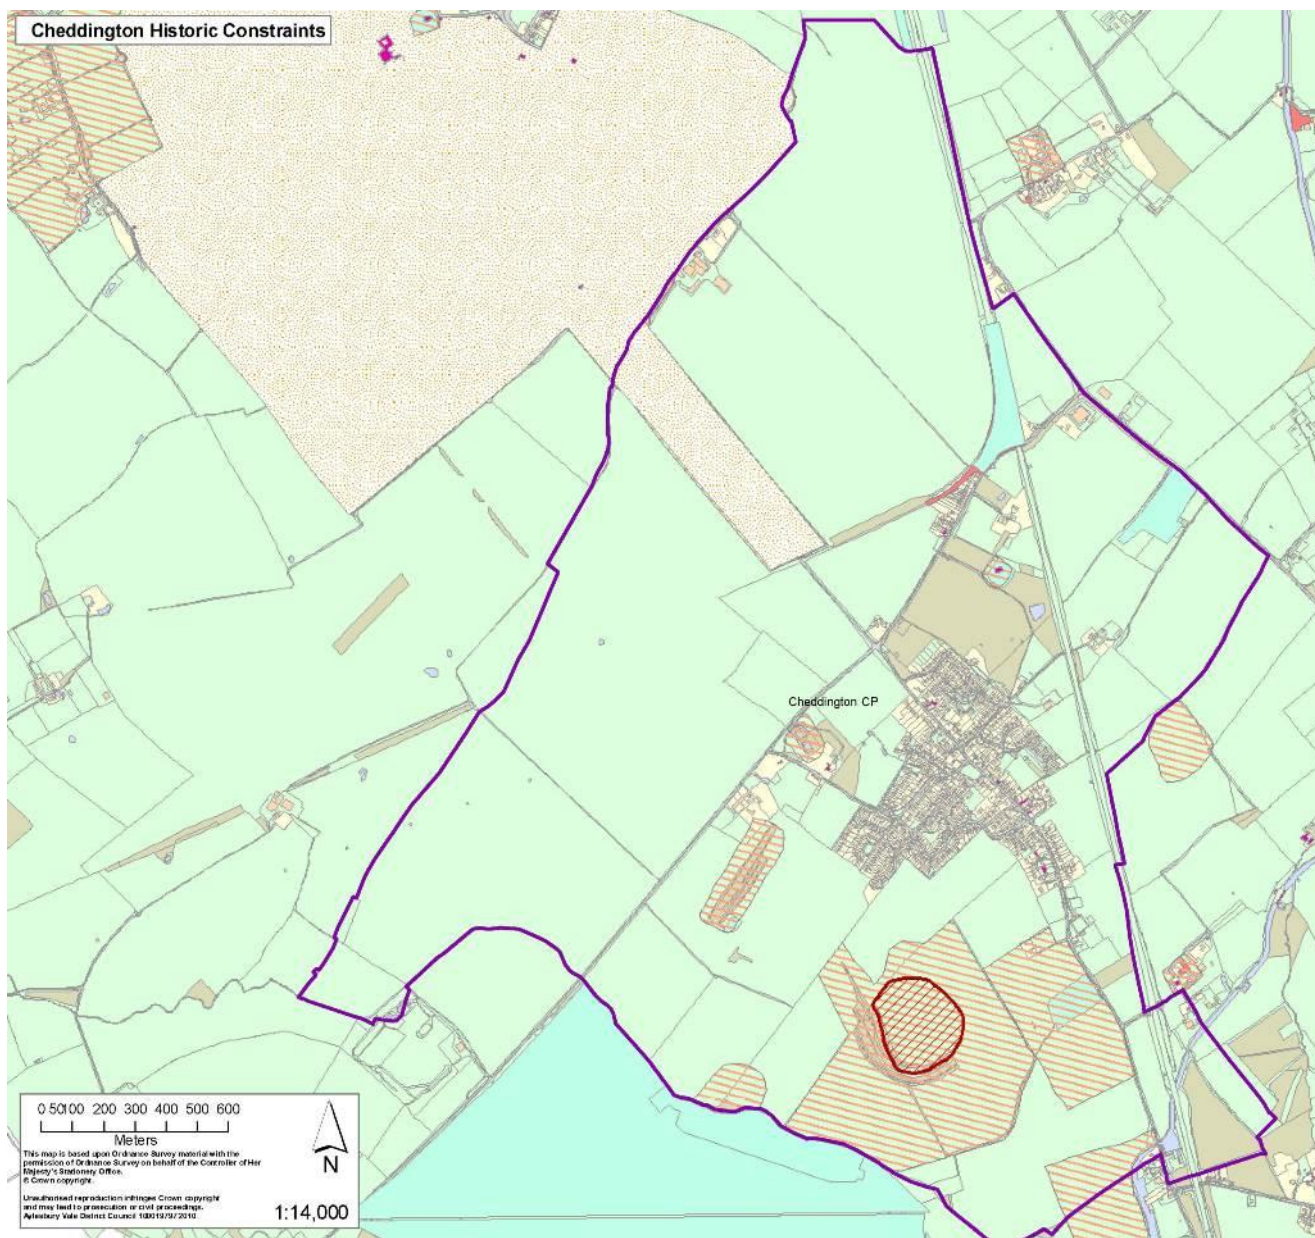 Cheddington Historic Constraints
Cheddington CP
0 50100 200 300 400 500 600
Meters
N
This map is based upon Ordnance Survey material with the
permission of Ordnance Survey on behalf of the Controller of Her
Majesty's Stationery Office.
© Crown copyright.
Unauthorised reproduction infringes Crown copyright
and may lead to prosecution or civil proceedings.
Aylesbury Vale District Council 2010
1:14,000